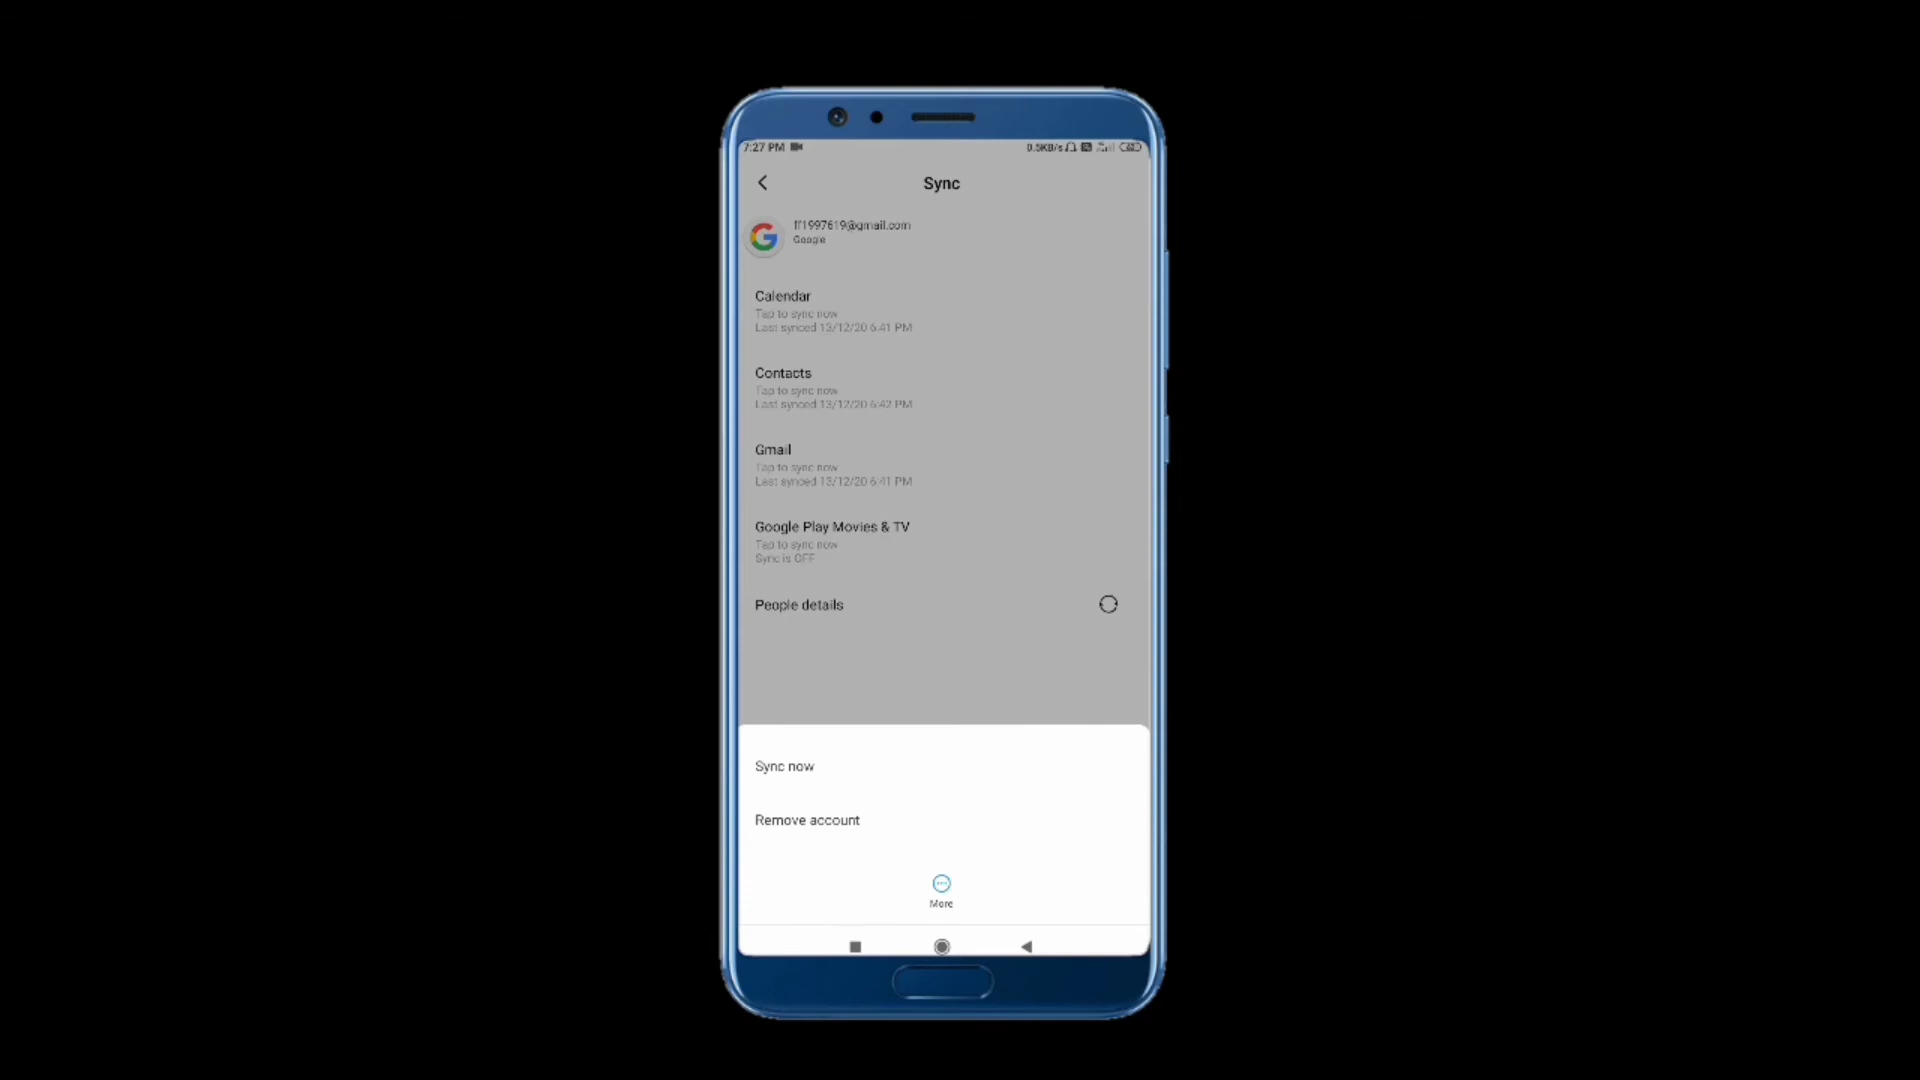 7:27 PM
0.5KB/s
Sync
ff1997619@gmail.com
Google
Calendar
Tap to sync now
Last synced 13/12/20 6:41 PM
Contacts
Tap to sync now
Last synced 13/12/20 6:42 PM
Gmail
Tap to sync now
Last synced 13/12/20 6:41 PM
Google Play Movies & TV
Tap to sync now
Sync is OFF
People details
Sync now
Remove account
More